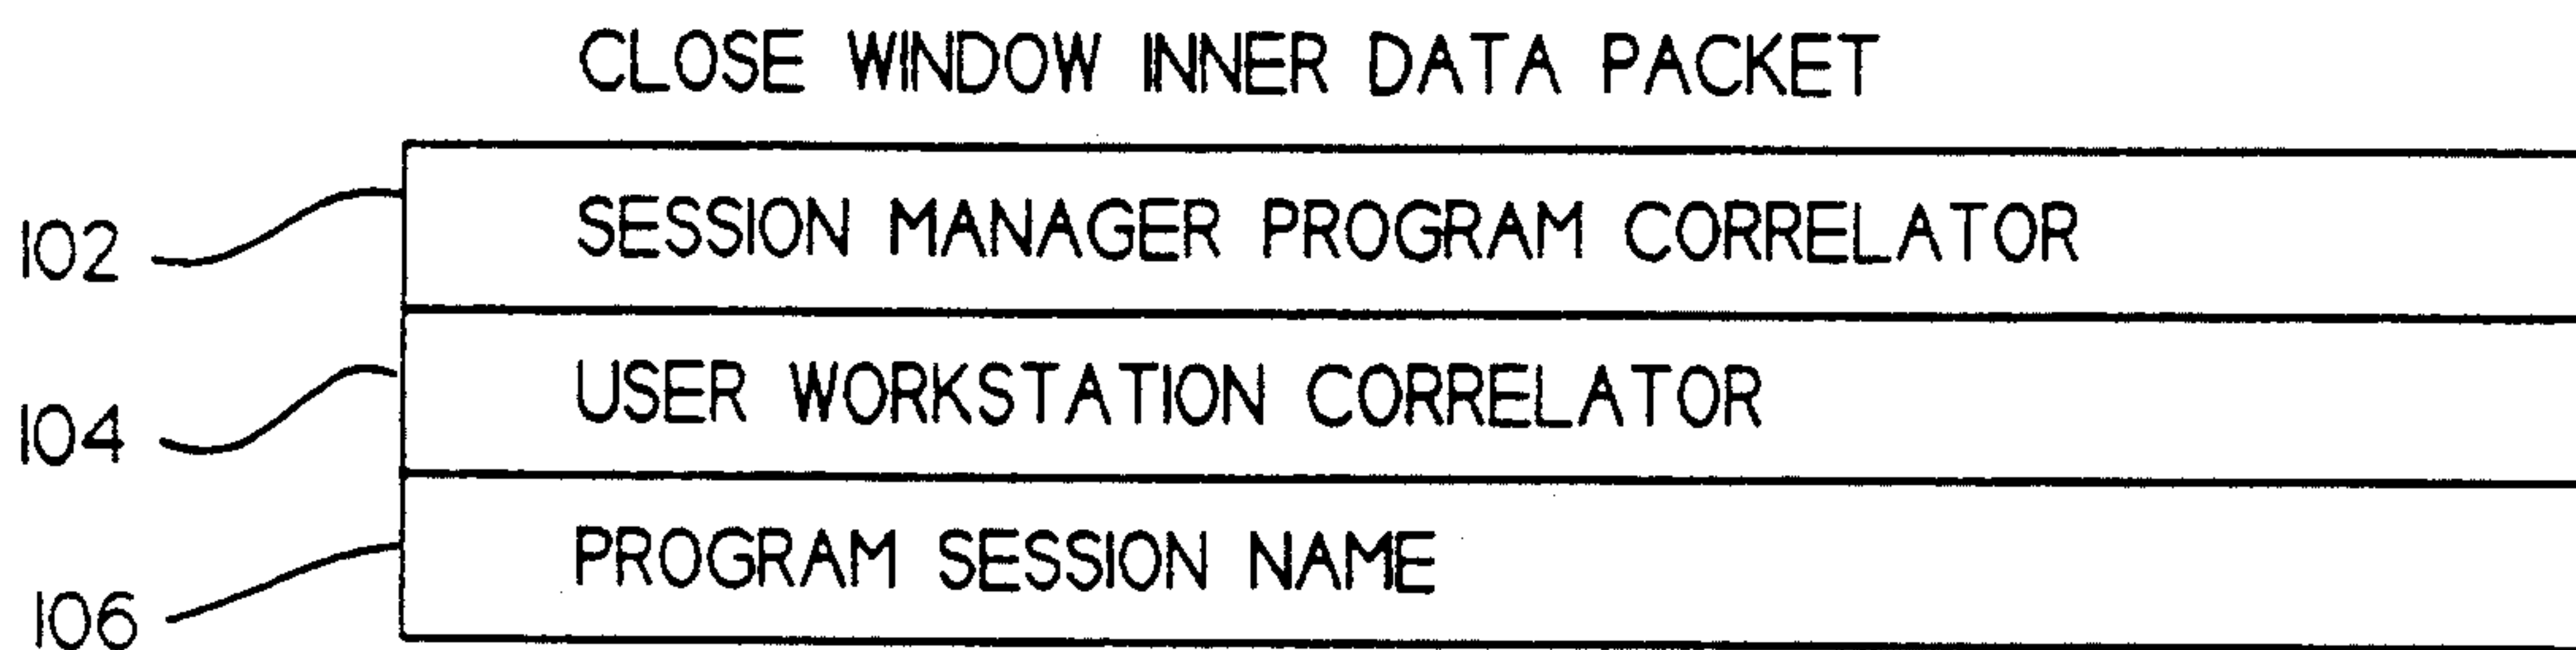 CLOSE WINDOW INNER DATA PACKET
102 SESSION MANAGER PROGRAM CORRELATOR
104 USER WORKSTATION CORRELATOR
106 PROGRAM SESSION NAME